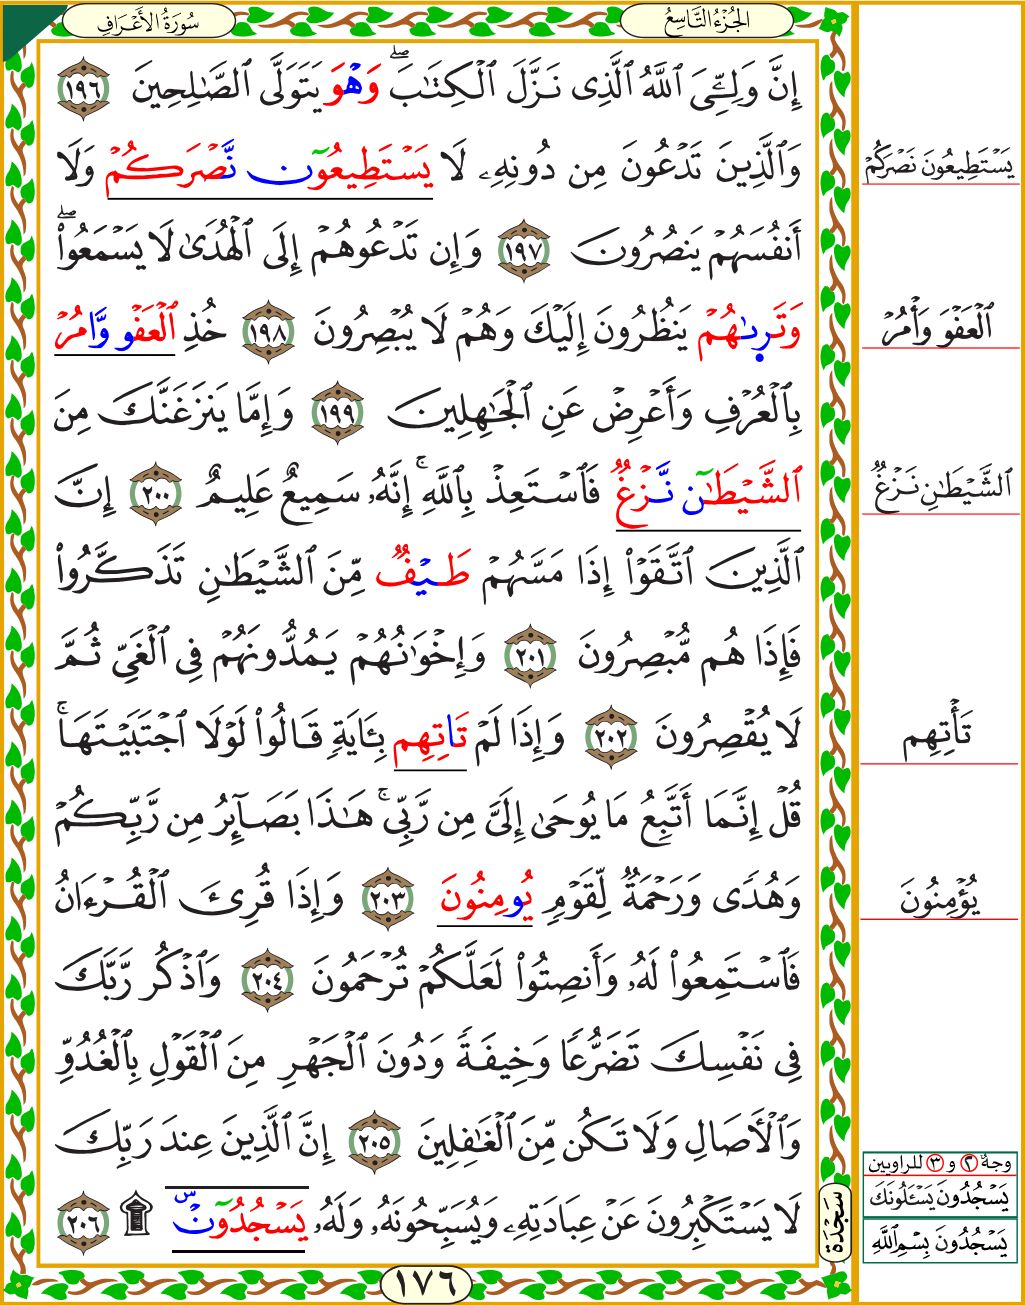 سُورَةُ الأَعْرَافِ
الجُزْءُ التَّاسِعُ
إِنَّ وَلِـِّۧيَ ٱللَّهُ ٱلَّذِى نَزَّلَ ٱلْكِتَٰبَۖ وَهْوَ يَتَوَلَّى ٱلصَّٰلِحِينَ ١٩٦
وَٱلَّذِينَ تَدْعُونَ مِن دُونِهِۦ لَا يَسْتَطِيعُوٓن نَّصْرَكُمْ وَلَا
أَنفُسَهُمْ يَنصُرُونَ ١٩٧ وَإِن تَدْعُوهُمْ إِلَى ٱلْهُدَىٰ لَا يَسْمَعُوا۟ۖ
وَتَرِىٰهُمْ يَنظُرُونَ إِلَيْكَ وَهُمْ لَا يُبْصِرُونَ ١٩٨ خُذِ ٱلْعَفْو وَّامُرْ
بِٱلْعُرْفِ وَأَعْرِضْ عَنِ ٱلْجَٰهِلِينَ ١٩٩ وَإِمَّا يَنزَغَنَّكَ مِنَ
ٱلشَّيْطَٰٓن نَّزْغٌ فَٱسْتَعِذْ بِٱللَّهِۚ إِنَّهُۥ سَمِيعٌ عَلِيمٌ ٢٠٠ إِنَّ
ٱلَّذِينَ ٱتَّقَوْا۟ إِذَا مَسَّهُمْ طَيْفٌ مِّنَ ٱلشَّيْطَٰنِ تَذَكَّرُوا۟
فَإِذَا هُم مُّبْصِرُونَ ٢٠١ وَإِخْوَٰنُهُمْ يَمُدُّونَهُمْ فِى ٱلْغَىِّ ثُمَّ
لَا يُقْصِرُونَ ٢٠٢ وَإِذَا لَمْ تَاتِهِم بِـَٔايَةٍ قَالُوا۟ لَوْلَا ٱجْتَبَيْتَهَاۚ
قُلْ إِنَّمَا أَتَّبِعُ مَا يُوحَىٰ إِلَىَّ مِن رَّبِّىۚ هَٰذَا بَصَآئِرُ مِن رَّبِّكُمْ
وَهُدًى وَرَحْمَةٌ لِّقَوْمٍ يُومِنُونَ ٢٠٣ وَإِذَا قُرِئَ ٱلْقُرْءَانُ
فَٱسْتَمِعُوا۟ لَهُۥ وَأَنصِتُوا۟ لَعَلَّكُمْ تُرْحَمُونَ ٢٠٤ وَٱذْكُر رَّبَّكَ
فِى نَفْسِكَ تَضَرُّعًا وَخِيفَةً وَدُونَ ٱلْجَهْرِ مِنَ ٱلْقَوْلِ بِٱلْغُدُوِّ
وَٱلْأَصَالِ وَلَا تَكُن مِّنَ ٱلْغَٰفِلِينَ ٢٠٥ إِنَّ ٱلَّذِينَ عِندَ رَبِّكَ
لَا يَسْتَكْبِرُونَ عَنْ عِبَادَتِهِۦ وَيُسَبِّحُونَهُۥ وَلَهُۥ يَسْجُدُوٓنۜ ۩ ٢٠٦
سَجْدَة
١٧٦
يَسْتَطِيعُونَ نَصْرَكُمْ
ٱلْعَفْوَ وَأْمُرْ
ٱلشَّيْطَٰنِ نَزْغٌ
تَأْتِهِم
يُؤْمِنُونَ
وجهُ ٢ و ٣ للراويين
يَسْجُدُونَ يَسْـَٔلُونَكَ
يَسْجُدُونَ بِسْمِ ٱللَّهِ